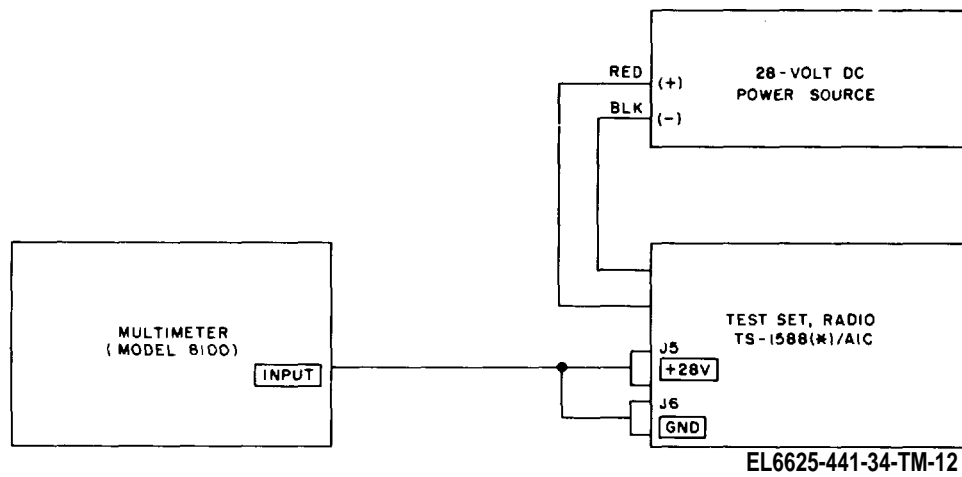 RED (+)
BLK (-)
28-VOLT DC
POWER SOURCE
MULTIMETER
(MODEL 8100)
INPUT
TEST SET, RADIO
TS-1588(*)/AIC
J5
+28V
J6
GND
EL6625-441-34-TM-12